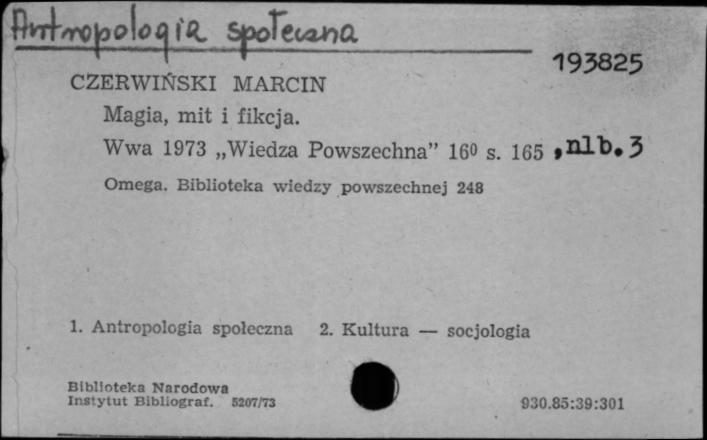 Antropologia społeczna
193825
CZERWIŃSKI MARCIN
Magia, mit i fikcja.
Wwa 1973 „Wiedza Powszechna” 16⁰ s. 165 , nlb. 3
Omega. Biblioteka wiedzy powszechnej 248
1. Antropologia społeczna 2. Kultura — socjologia
Biblioteka Narodowa
Instytut Bibliograf. 5207/73
930.85:39:301